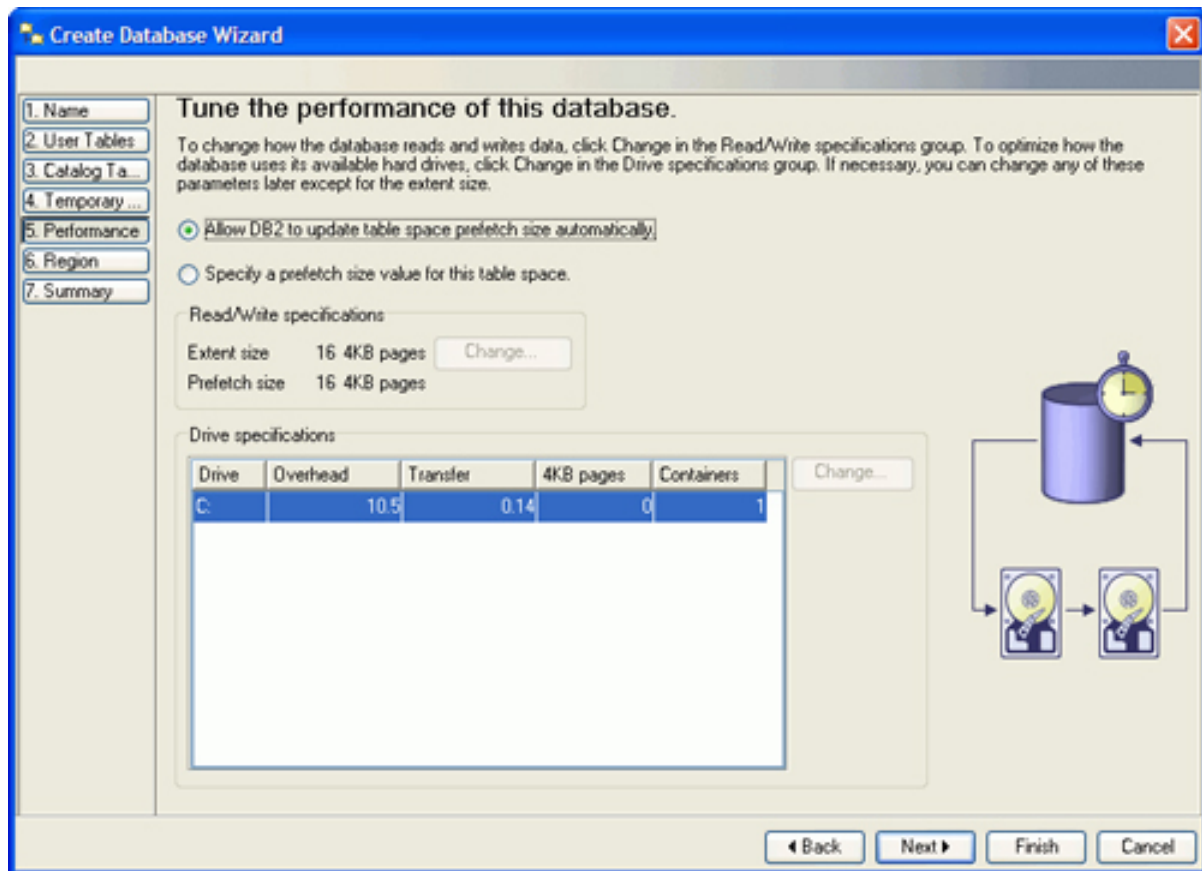 Create Database Wizard
1. Name
2. User Tables
3. Catalog Ta...
4. Temporary ...
5. Performance
6. Region
7. Summary
Tune the performance of this database.
To change how the database reads and writes data, click Change in the Read/Write specifications group. To optimize how the
database uses its available hard drives, click Change in the Drive specifications group. If necessary, you can change any of these
parameters later except for the extent size.
Allow DB2 to update table space prefetch size automatically.
Specify a prefetch size value for this table space.
Read/Write specifications
Extent size 16 4KB pages Change...
Prefetch size 16 4KB pages
Drive specifications
Drive Overhead Transfer 4KB pages Containers Change...
C: 10.5 0.14 0 1
Back Next Finish Cancel